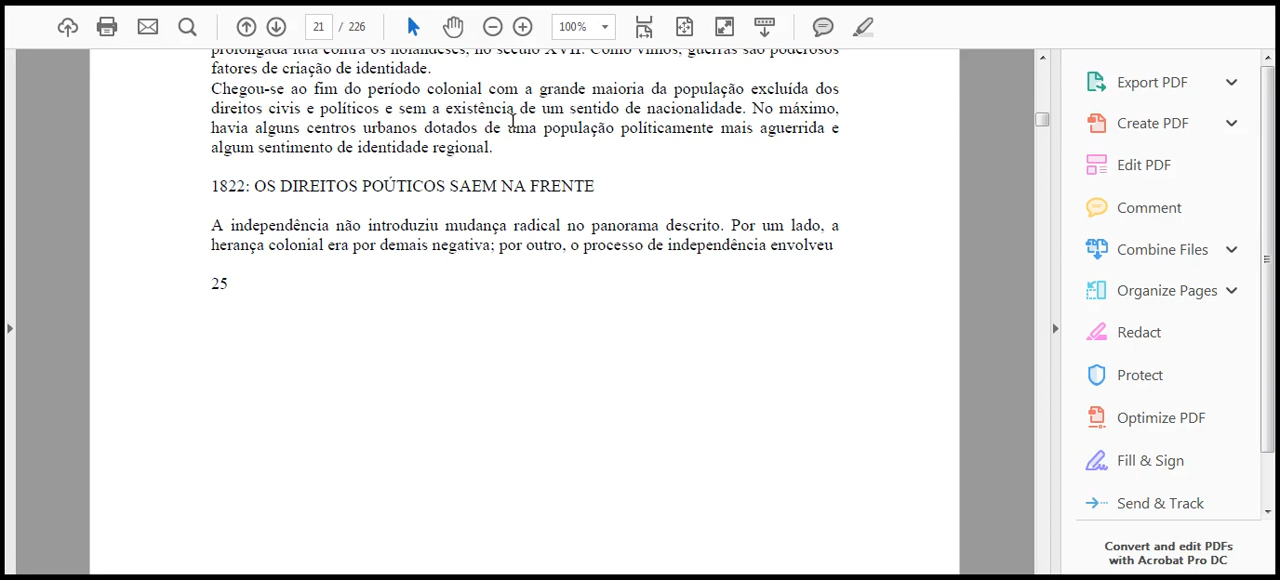 21 / 226
100%
prolongada luta contra os holandeses, no século XVII. Como vimos, guerras são poderosos
fatores de criação de identidade.
Chegou-se ao fim do período colonial com a grande maioria da população excluída dos
direitos civis e políticos e sem a existência de um sentido de nacionalidade. No máximo,
havia alguns centros urbanos dotados de uma população políticamente mais aguerrida e
algum sentimento de identidade regional.
1822: OS DIREITOS POÚTICOS SAEM NA FRENTE
A independência não introduziu mudança radical no panorama descrito. Por um lado, a
herança colonial era por demais negativa; por outro, o processo de independência envolveu
25
Export PDF
Create PDF
Edit PDF
Comment
Combine Files
Organize Pages
Redact
Protect
Optimize PDF
Fill & Sign
Send & Track
Convert and edit PDFs
with Acrobat Pro DC